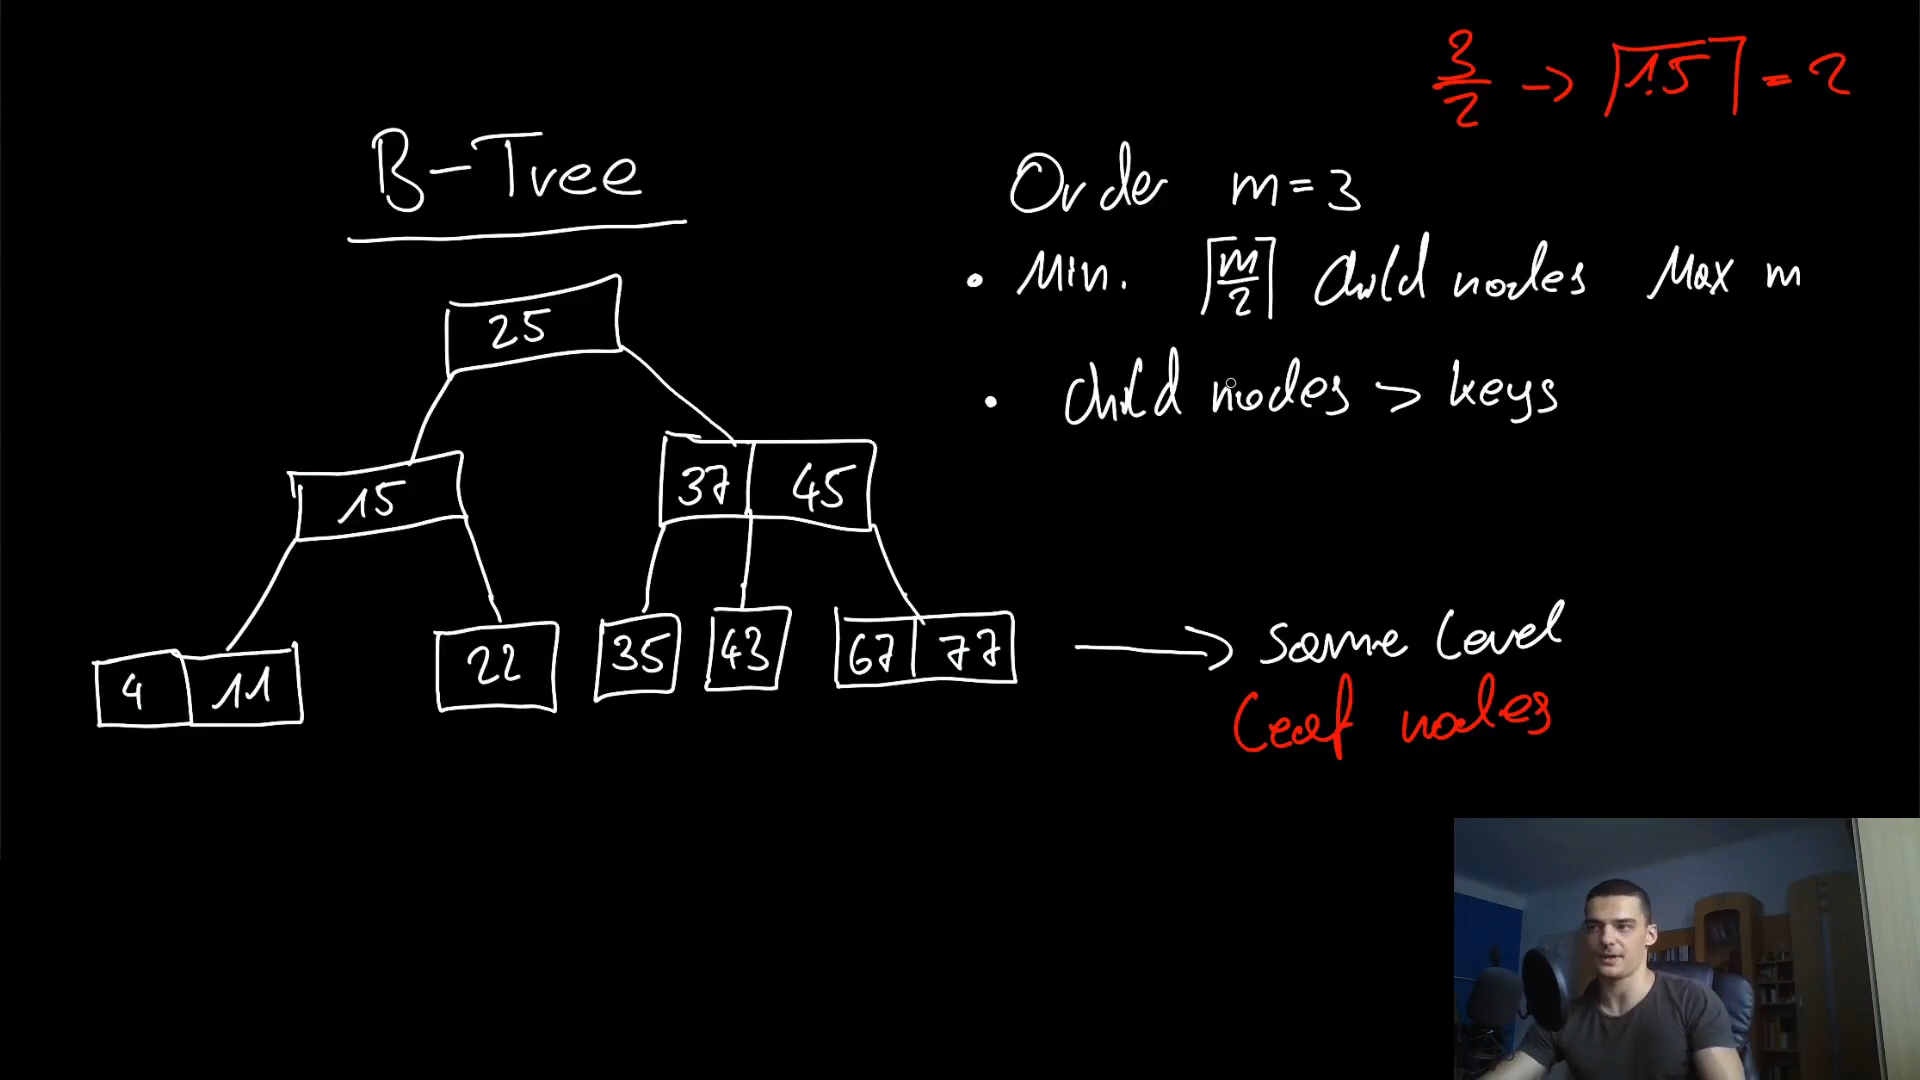 3/2 → ⌈1.5⌉ = 2
B-Tree
Order m=3
• Min. ⌈m/2⌉ Child nodes Max m
• Child nodes > keys
25
15
37 45
4 11
22
35
43
67 77
→ same level
Leaf nodes